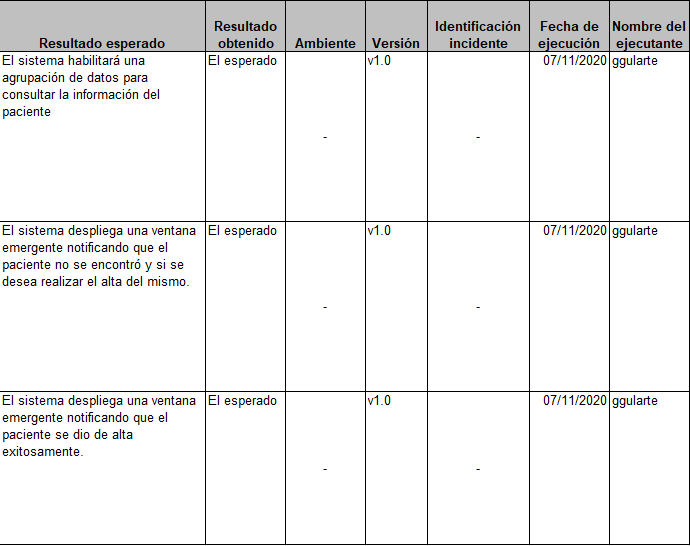 Resultado esperado
Resultado
obtenido
Ambiente
Versión
Identificación
incidente
Fecha de
ejecución
Nombre del
ejecutante
El sistema habilitará una
agrupación de datos para
consultar la información del
paciente
El esperado
-
v1.0
-
07/11/2020
ggularte
El sistema despliega una ventana
emergente notificando que el
paciente no se encontró y si se
desea realizar el alta del mismo.
El esperado
-
v1.0
-
07/11/2020
ggularte
El sistema despliega una ventana
emergente notificando que el
paciente se dio de alta
exitosamente.
El esperado
-
v1.0
-
07/11/2020
ggularte